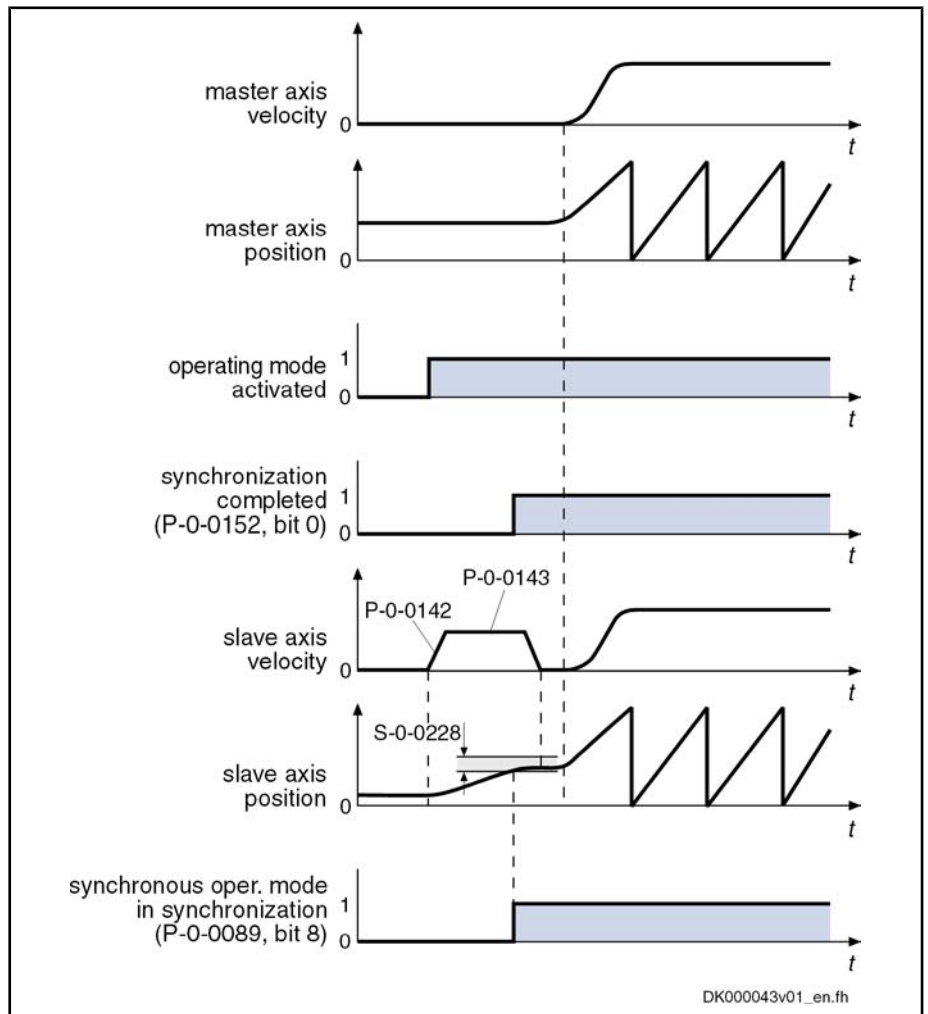 master axis
velocity
0
t
master axis
position
0
t
operating mode
activated
1
0
t
synchronization
completed
(P-0-0152, bit 0)
1
0
t
P-0-0143
P-0-0142
slave axis
velocity
0
t
S-0-0228
slave axis
position
0
t
synchronous oper. mode
in synchronization
(P-0-0089, bit 8)
1
0
t
DK000043v01_en.fh